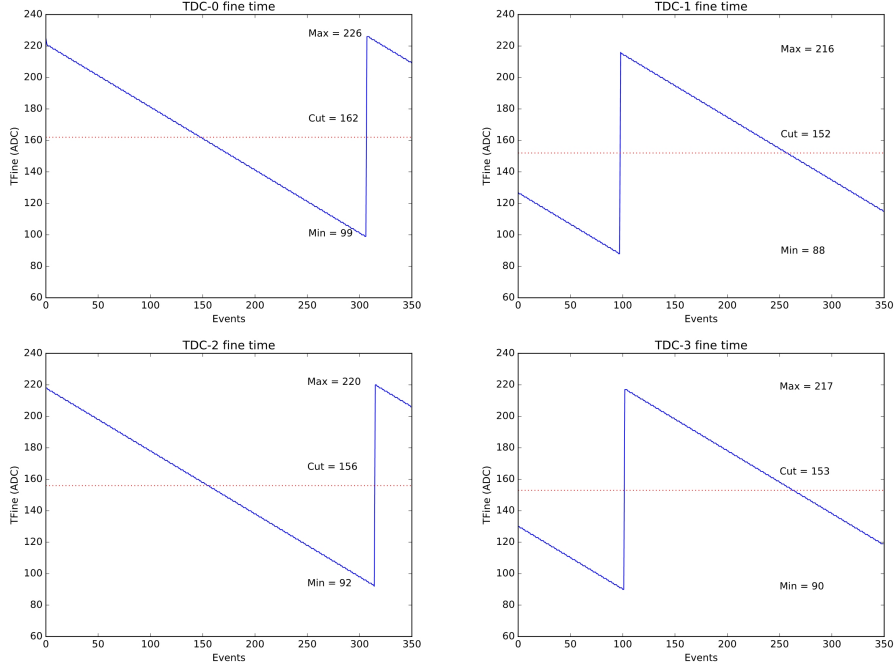 TDC-0 fine time
240
220
200
180
160
140
120
100
80
60
TFine (ADC)
Max = 226
Cut = 162
Min = 99
0 50 100 150 200 250 300 350
Events
TDC-1 fine time
240
220
200
180
160
140
120
100
80
60
TFine (ADC)
Max = 216
Cut = 152
Min = 88
0 50 100 150 200 250 300 350
Events
TDC-2 fine time
240
220
200
180
160
140
120
100
80
60
TFine (ADC)
Max = 220
Cut = 156
Min = 92
0 50 100 150 200 250 300 350
Events
TDC-3 fine time
240
220
200
180
160
140
120
100
80
60
TFine (ADC)
Max = 217
Cut = 153
Min = 90
0 50 100 150 200 250 300 350
Events